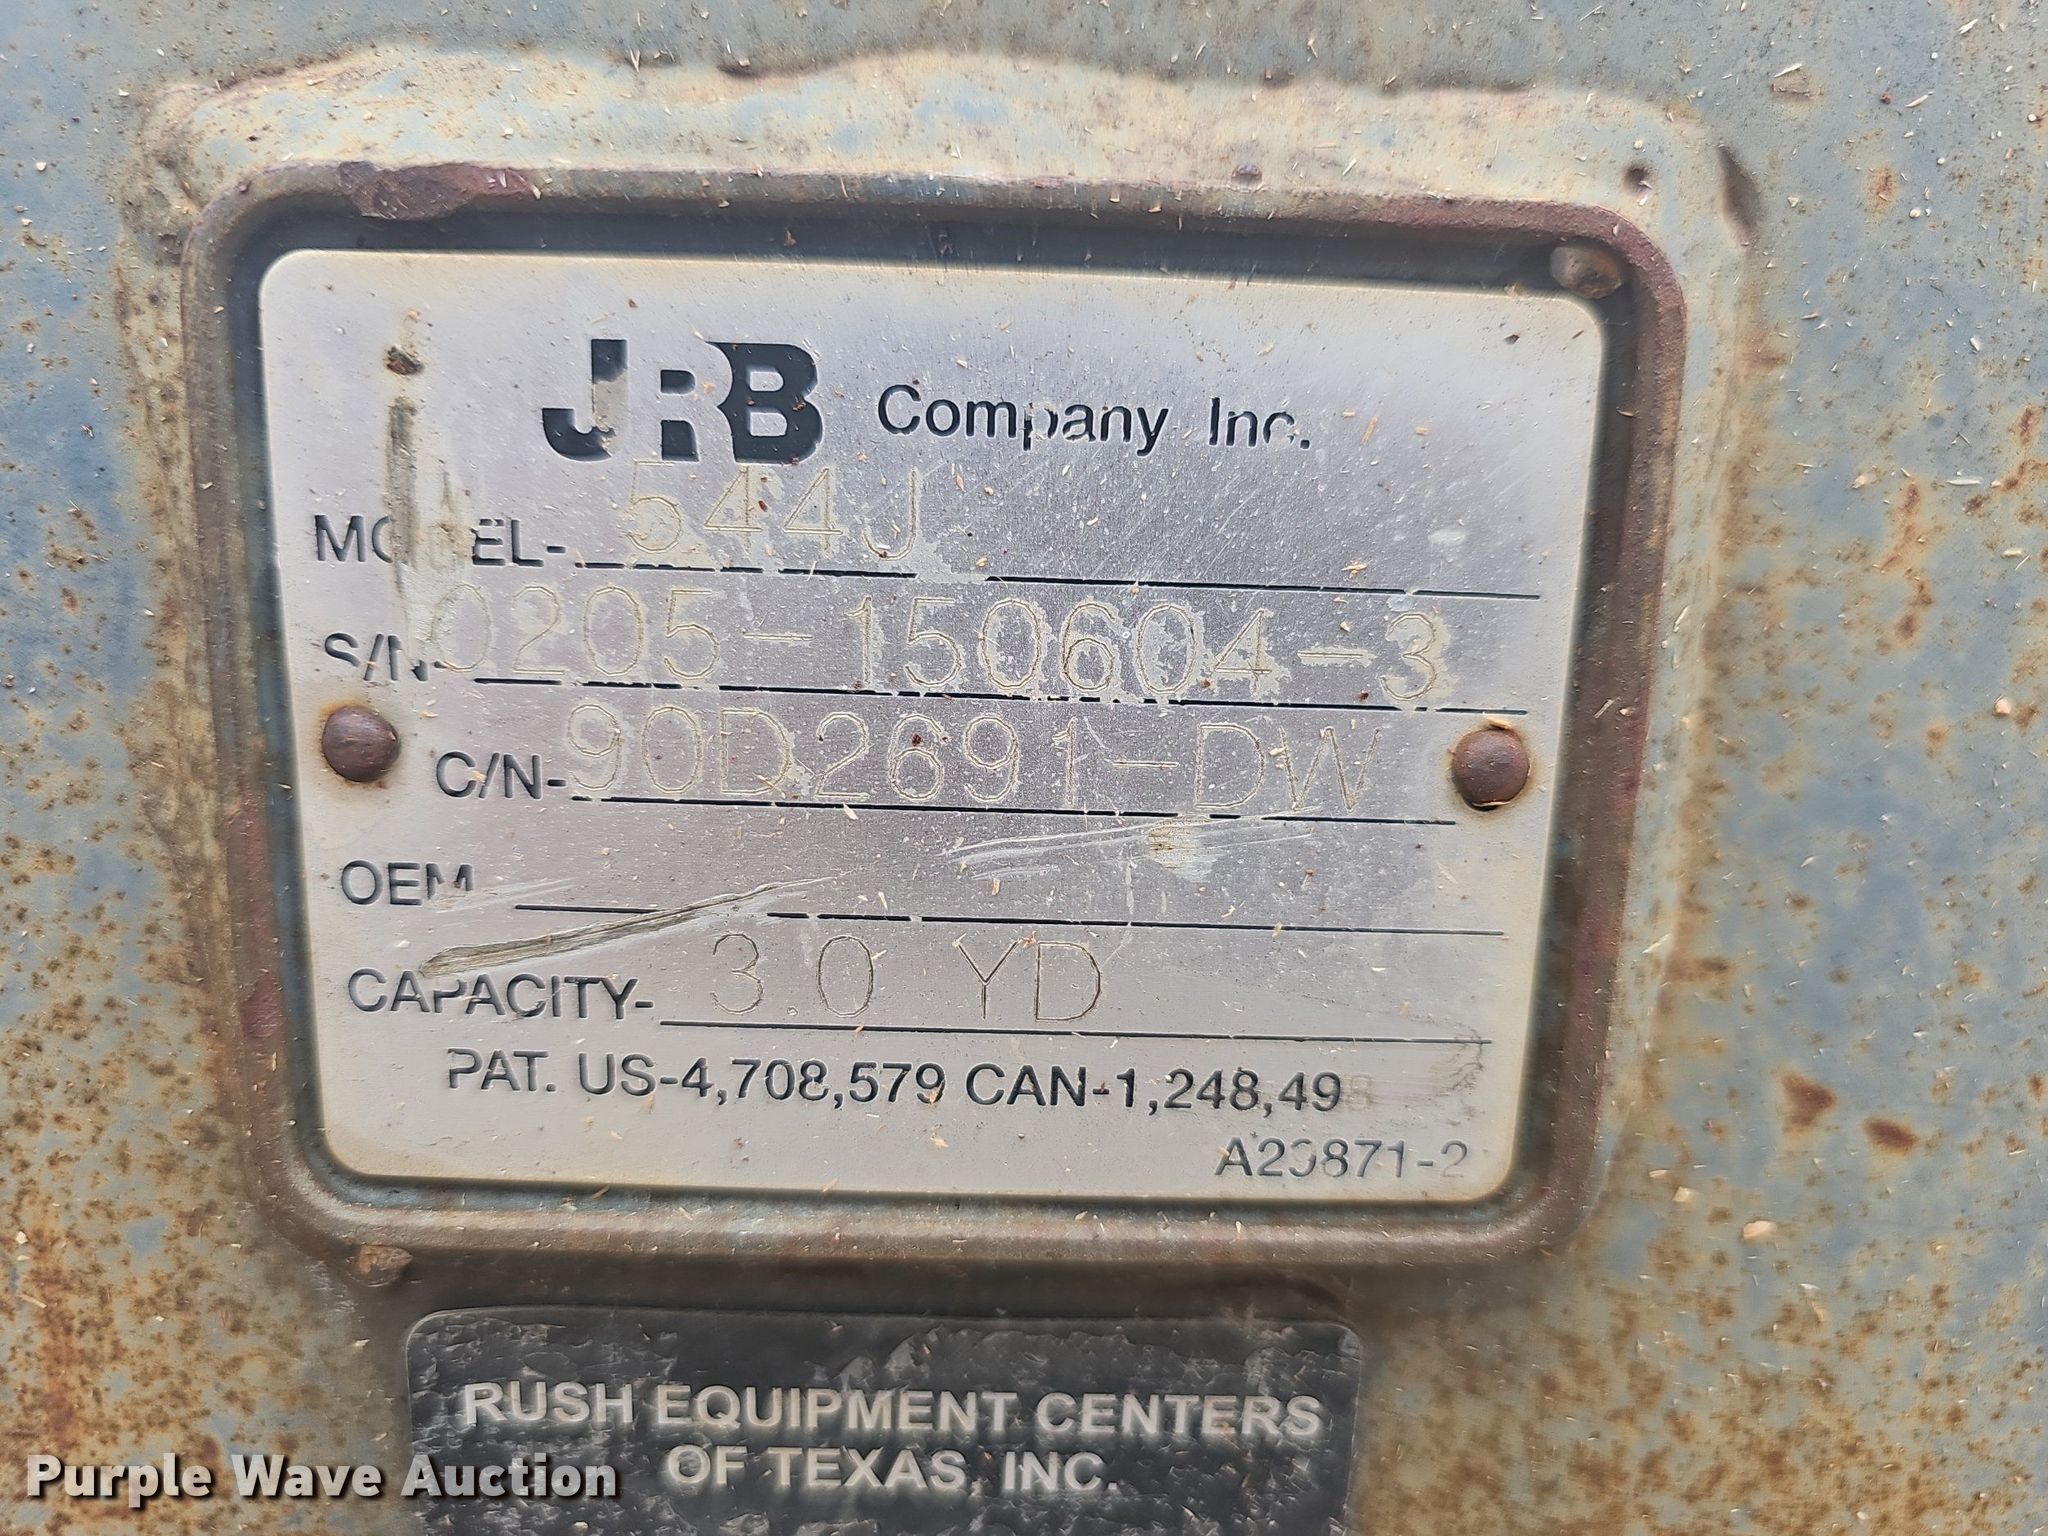 JRB Company Inc.
MODEL- 544J
S/N- 0205-150604-3
C/N- 90D2691-DW
OEM
CAPACITY- 3.0 YD
PAT. US-4,708,579 CAN-1,248,498
RUSH EQUIPMENT CENTERS
OF TEXAS, INC.
Purple Wave Auction